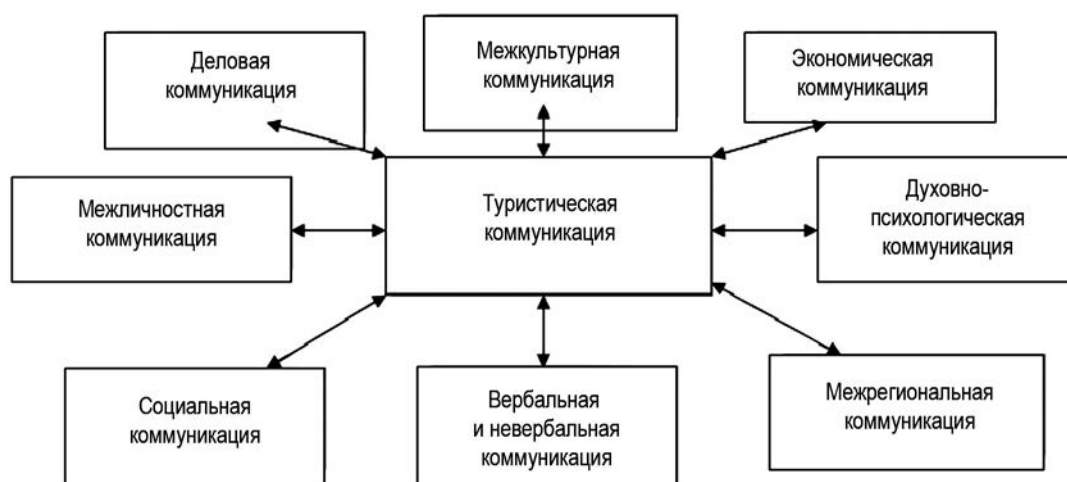 Деловая
коммуникация
Межкультурная
коммуникация
Экономическая
коммуникация
Межличностная
коммуникация
Туристическая
коммуникация
Духовно-
психологическая
коммуникация
Социальная
коммуникация
Вербальная
и невербальная
коммуникация
Межрегиональная
коммуникация